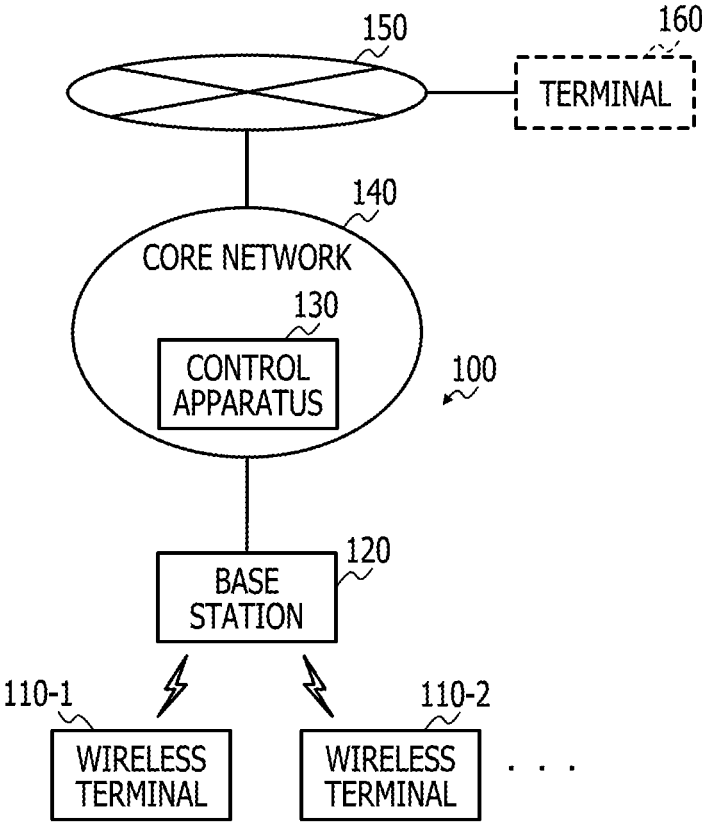 150
160
TERMINAL
140
CORE NETWORK
130
CONTROL
APPARATUS
100
120
BASE
STATION
110-1
110-2
WIRELESS
TERMINAL
WIRELESS
TERMINAL
. . .